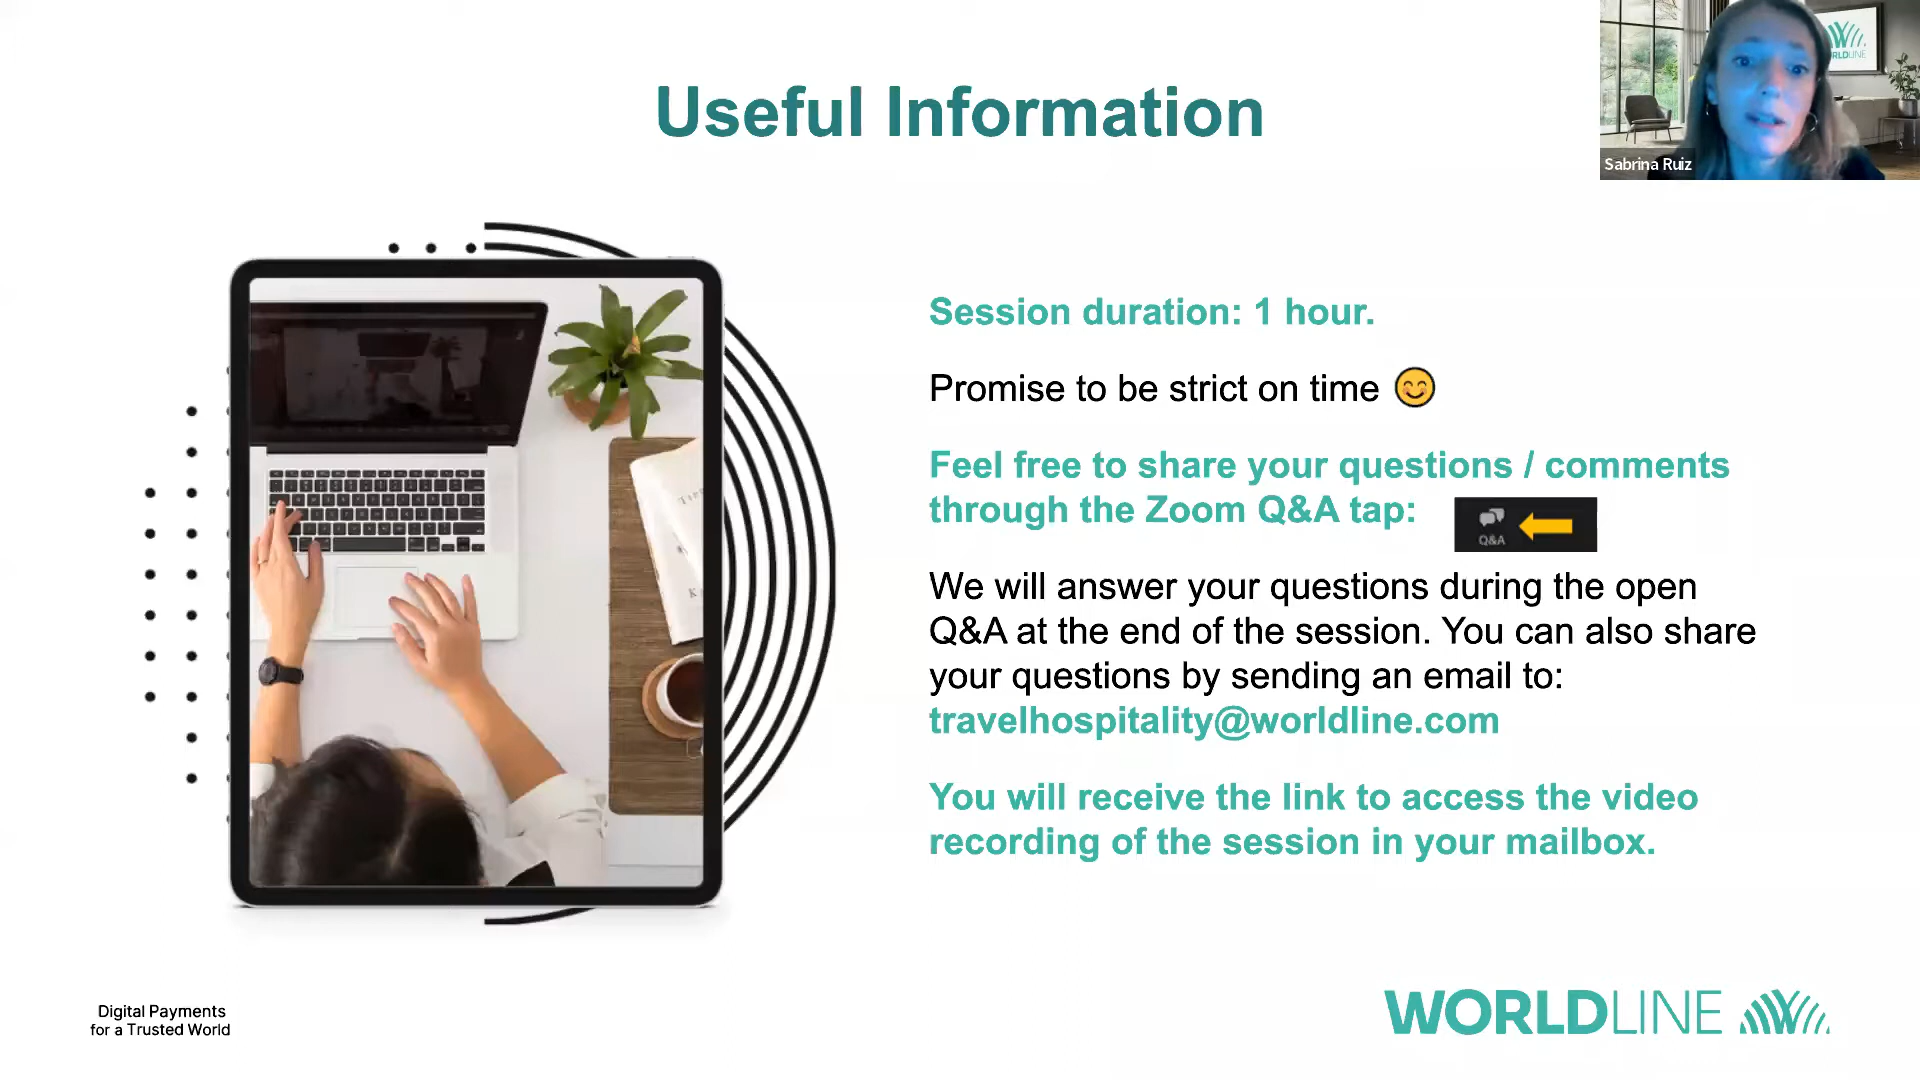 Useful Information
WORLDLINE
Sabrina Ruiz
Session duration: 1 hour.
Promise to be strict on time 😊
Feel free to share your questions / comments
through the Zoom Q&A tap:
Q&A
We will answer your questions during the open
Q&A at the end of the session. You can also share
your questions by sending an email to:
travelhospitality@worldline.com
You will receive the link to access the video
recording of the session in your mailbox.
Digital Payments
for a Trusted World
WORLDLINE